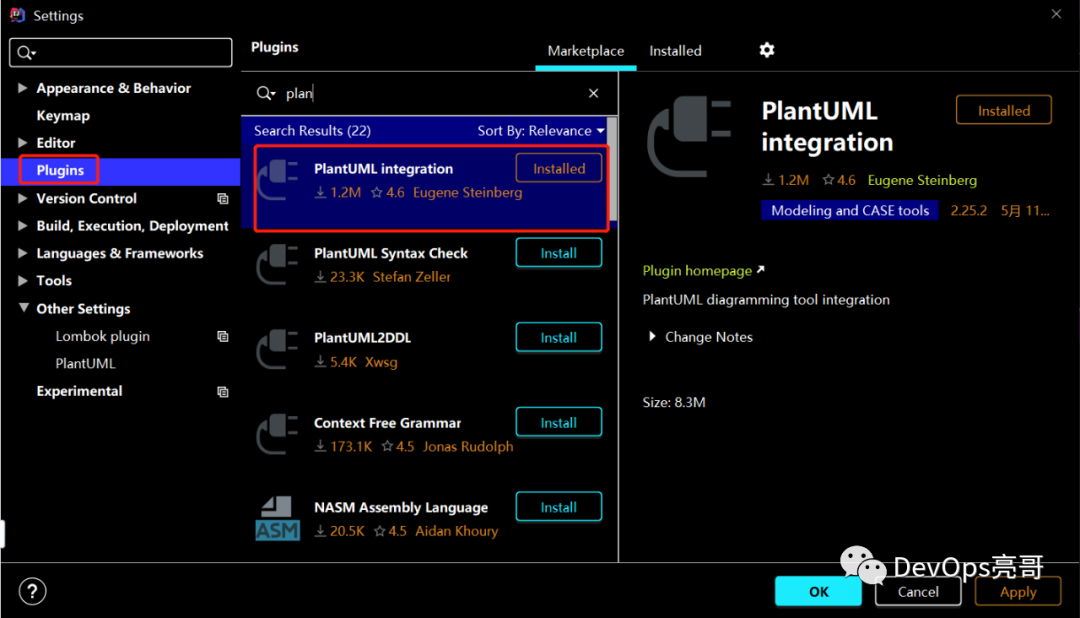 Settings
Appearance & Behavior
Keymap
Editor
Plugins
Version Control
Build, Execution, Deployment
Languages & Frameworks
Tools
Other Settings
Lombok plugin
PlantUML
Experimental
Plugins
Marketplace
Installed
plan
Search Results (22)
Sort By: Relevance
PlantUML integration
Installed
1.2M 4.6 Eugene Steinberg
PlantUML Syntax Check
Install
23.3K Stefan Zeller
PlantUML2DDL
Install
5.4K Xwsg
Context Free Grammar
Install
173.1K 4.5 Jonas Rudolph
ASM
NASM Assembly Language
Install
20.5K 4.5 Aidan Khoury
PlantUML
integration
Installed
1.2M 4.6 Eugene Steinberg
Modeling and CASE tools 2.25.2 5月 11...
Plugin homepage
PlantUML diagramming tool integration
Change Notes
Size: 8.3M
DevOps亮哥
?
OK
Cancel
Apply